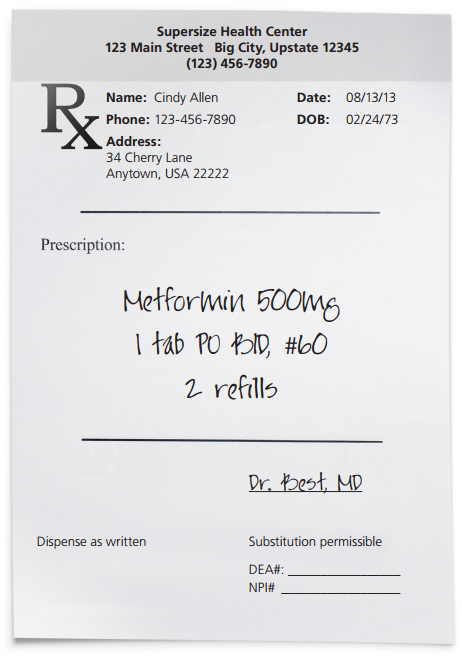 Supersize Health Center
123 Main Street Big City, Upstate 12345
(123) 456-7890
Rx
Name: Cindy Allen Date: 08/13/13
Phone: 123-456-7890 DOB: 02/24/73
Address:
34 Cherry Lane
Anytown, USA 22222
Prescription:
Metformin 500mg
1 tab PO BID, #60
2 refills
Dr. Best, MD
Dispense as written Substitution permissible
DEA#: ________________
NPI# ________________